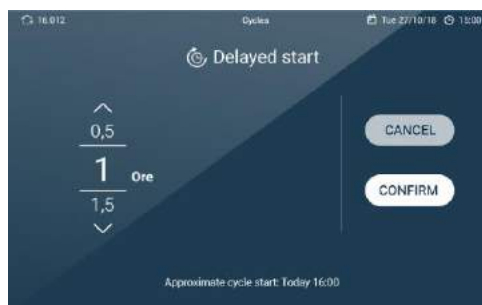 16.012 Cycles Tue 27/10/18 15:00
Delayed start
0,5
1 Ore
1,5
CANCEL
CONFIRM
Approximate cycle start: Today 16:00